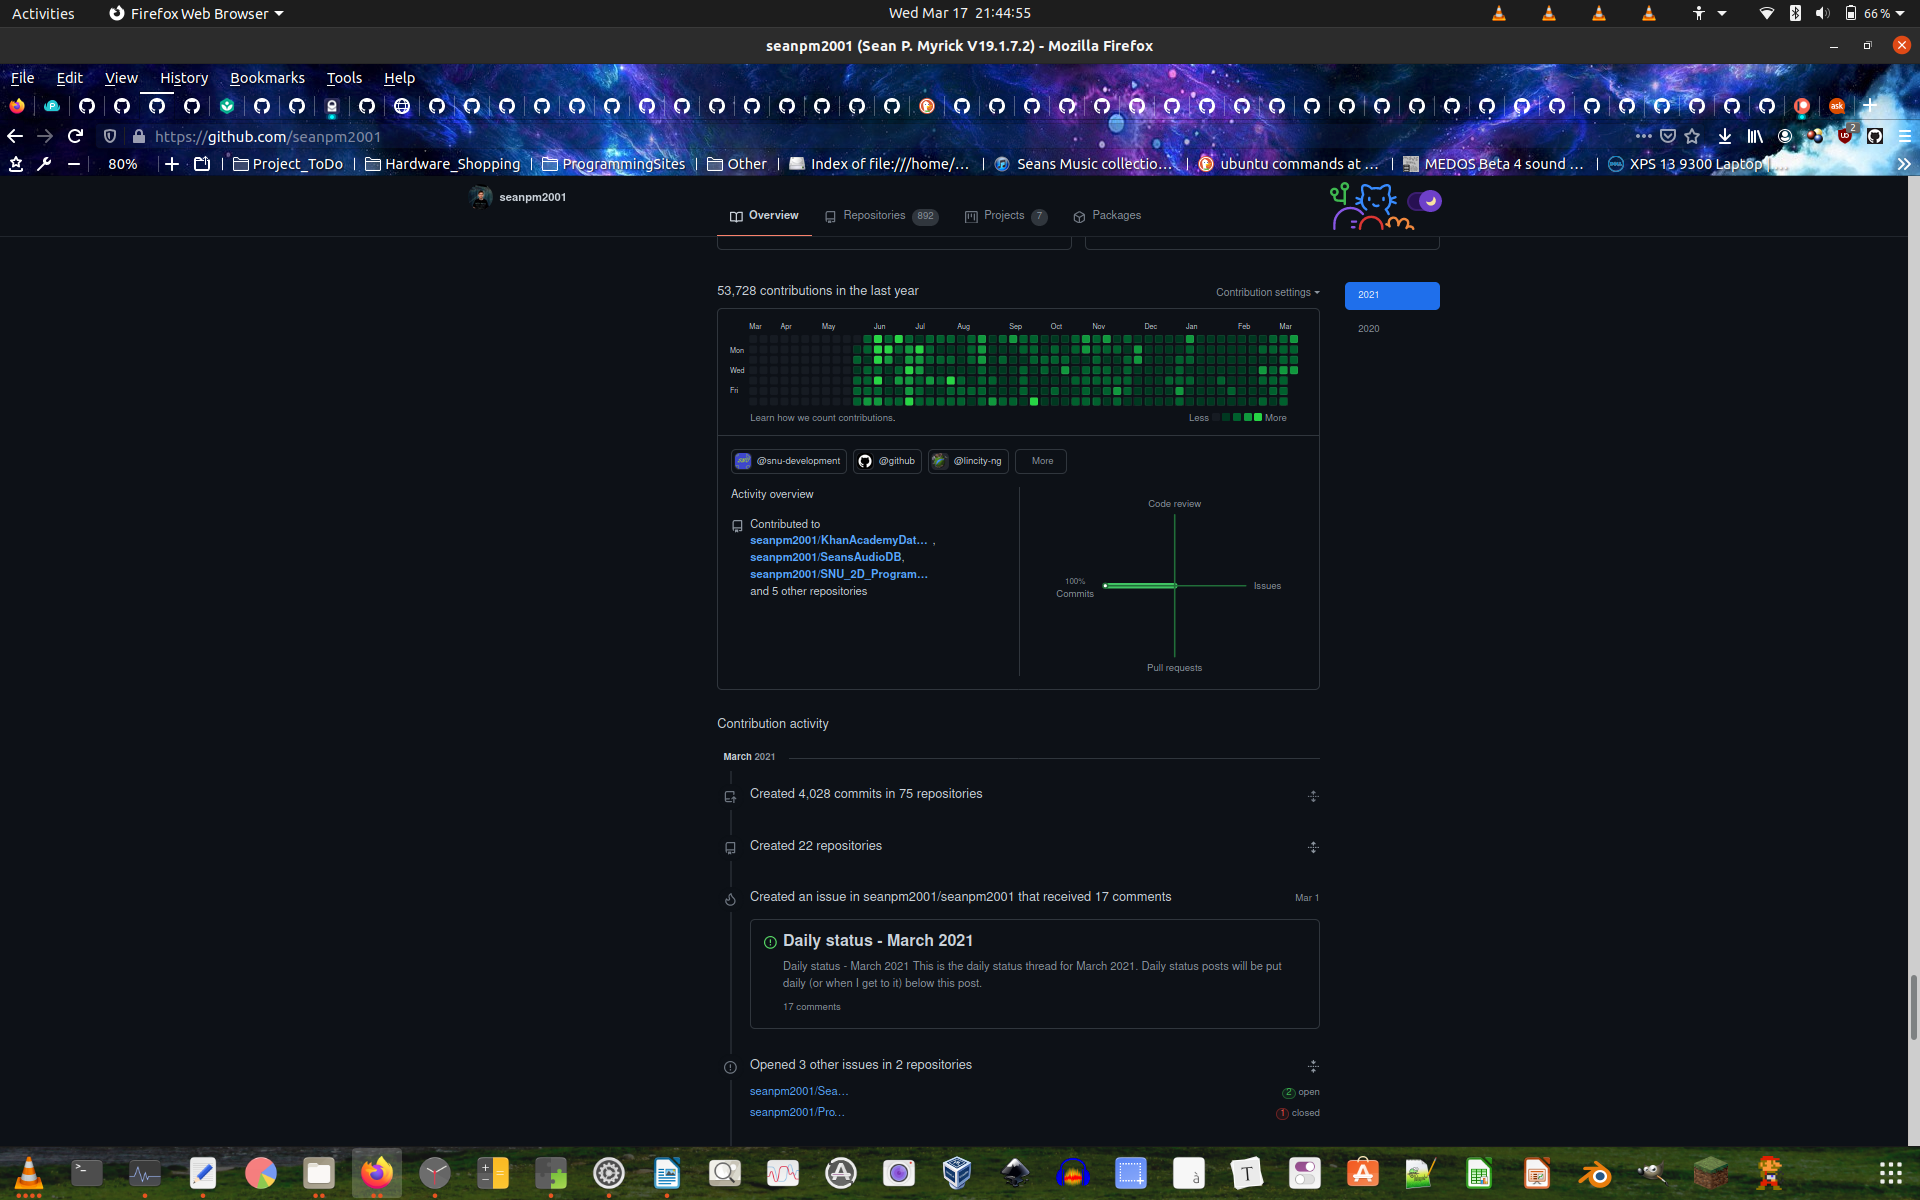 Activities
Firefox Web Browser
Wed Mar 17 21:44:55
66 %
seanpm2001 (Sean P. Myrick V19.1.7.2) - Mozilla Firefox
File Edit View History Bookmarks Tools Help
https://github.com/seanpm2001
2
80%
Project_ToDo
Hardware_Shopping
ProgrammingSites
Other
Index of file:///home/...
Seans Music collectio...
ubuntu commands at ...
MEDOS Beta 4 sound ...
XPS 13 9300 Laptop |...
seanpm2001
Overview
Repositories 892
Projects 7
Packages
53,728 contributions in the last year
Contribution settings
2021
2020
Mar Apr May Jun Jul Aug Sep Oct Nov Dec Jan Feb Mar
Mon
Wed
Fri
Learn how we count contributions.
Less
More
@snu-development
@github
@lincity-ng
More
Activity overview
Contributed to
seanpm2001/KhanAcademyDat... ,
seanpm2001/SeansAudioDB,
seanpm2001/SNU_2D_Program...
and 5 other repositories
Code review
100%
Commits
Issues
Pull requests
Contribution activity
March 2021
Created 4,028 commits in 75 repositories
Created 22 repositories
Created an issue in seanpm2001/seanpm2001 that received 17 comments
Mar 1
Daily status - March 2021
Daily status - March 2021 This is the daily status thread for March 2021. Daily status posts will be put
daily (or when I get to it) below this post.
17 comments
Opened 3 other issues in 2 repositories
seanpm2001/Sea...
2 open
seanpm2001/Pro...
1 closed